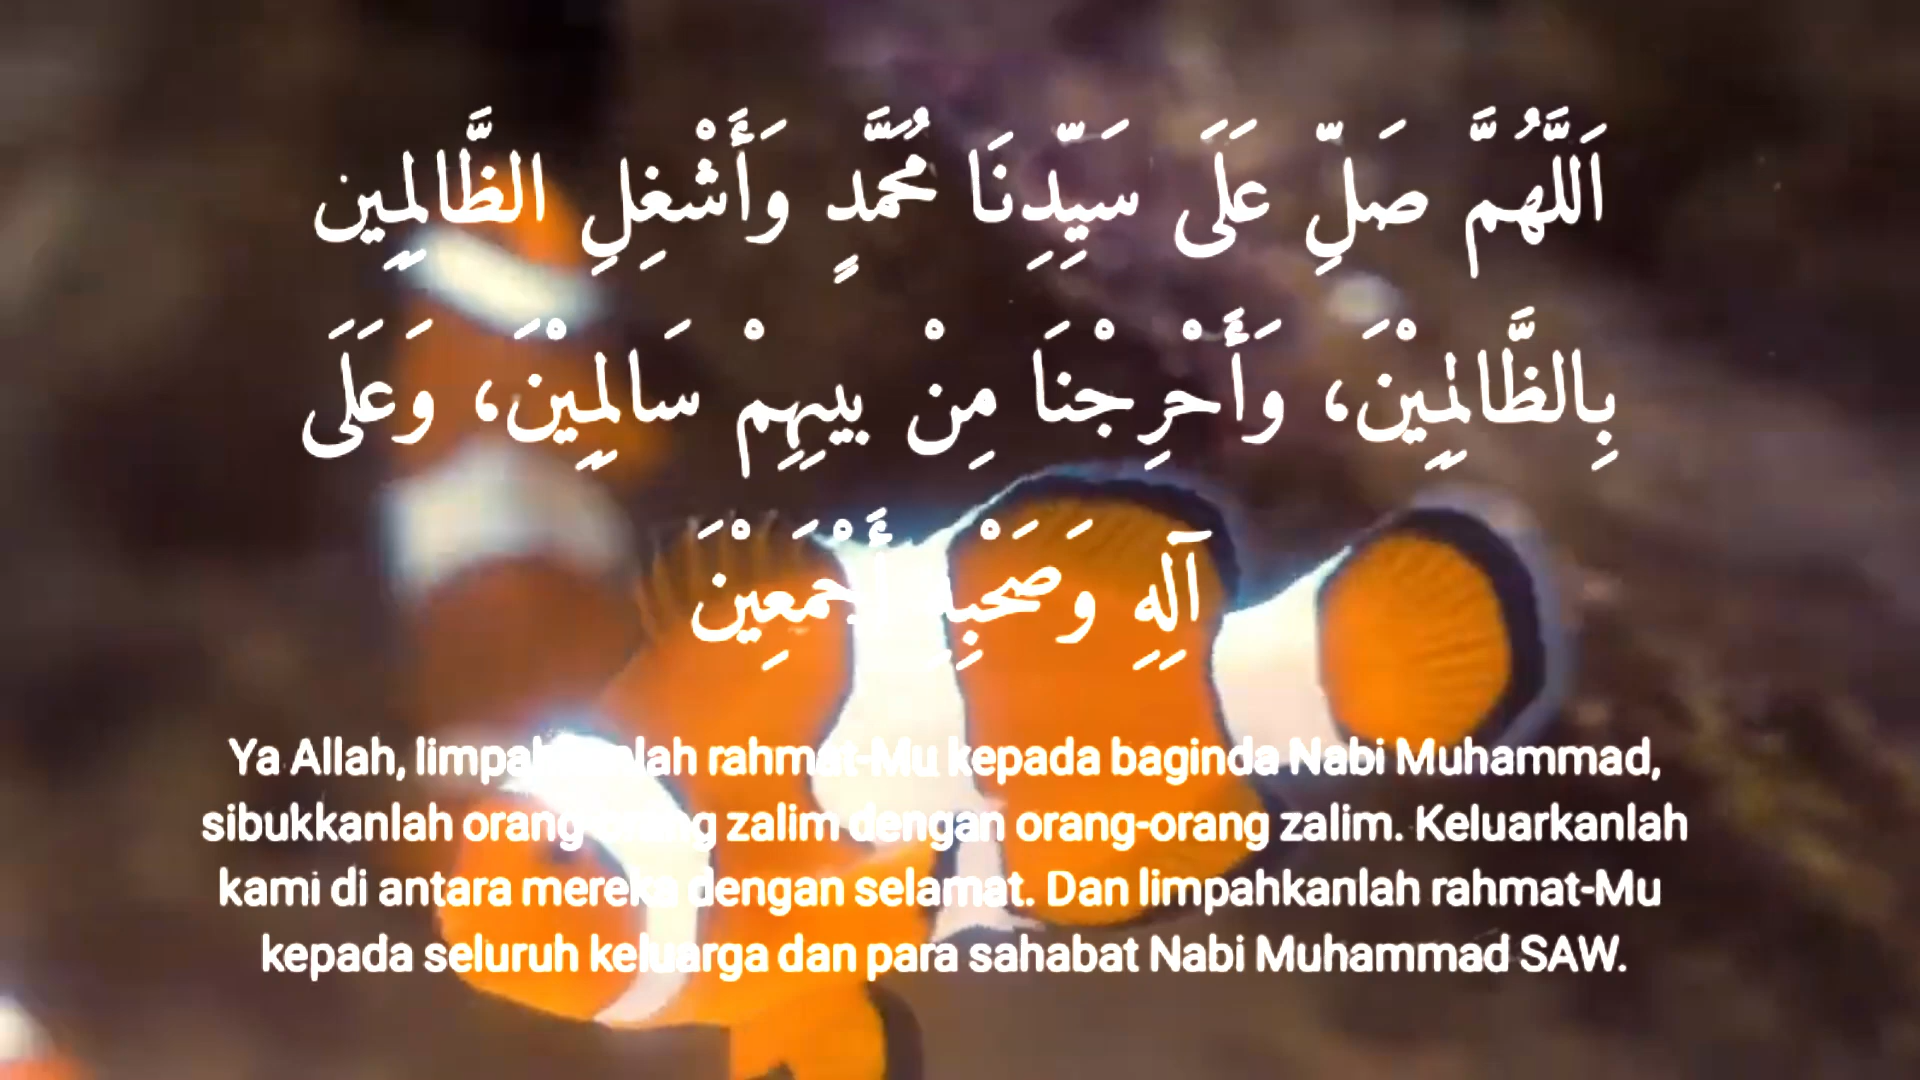 اَللَّهُمَّ صَلِّ عَلَى سَيِّدِنَا مُحَمَّدٍ وَأَشْغِلِ الظَّالِمِين
بِالظَّالِمِيْنَ، وَأَحْرِجْنَا مِنْ بيبِهِمْ سَالِمِيْنَ، وَعَلَى
آلِهِ وَصَحْبِهِ أَجْمَعِيْنَ
Ya Allah, limpahkanlah rahmat-Mu kepada baginda Nabi Muhammad,
sibukkanlah orang-orang zalim dengan orang-orang zalim. Keluarkanlah
kami di antara mereka dengan selamat. Dan limpahkanlah rahmat-Mu
kepada seluruh keluarga dan para sahabat Nabi Muhammad SAW.